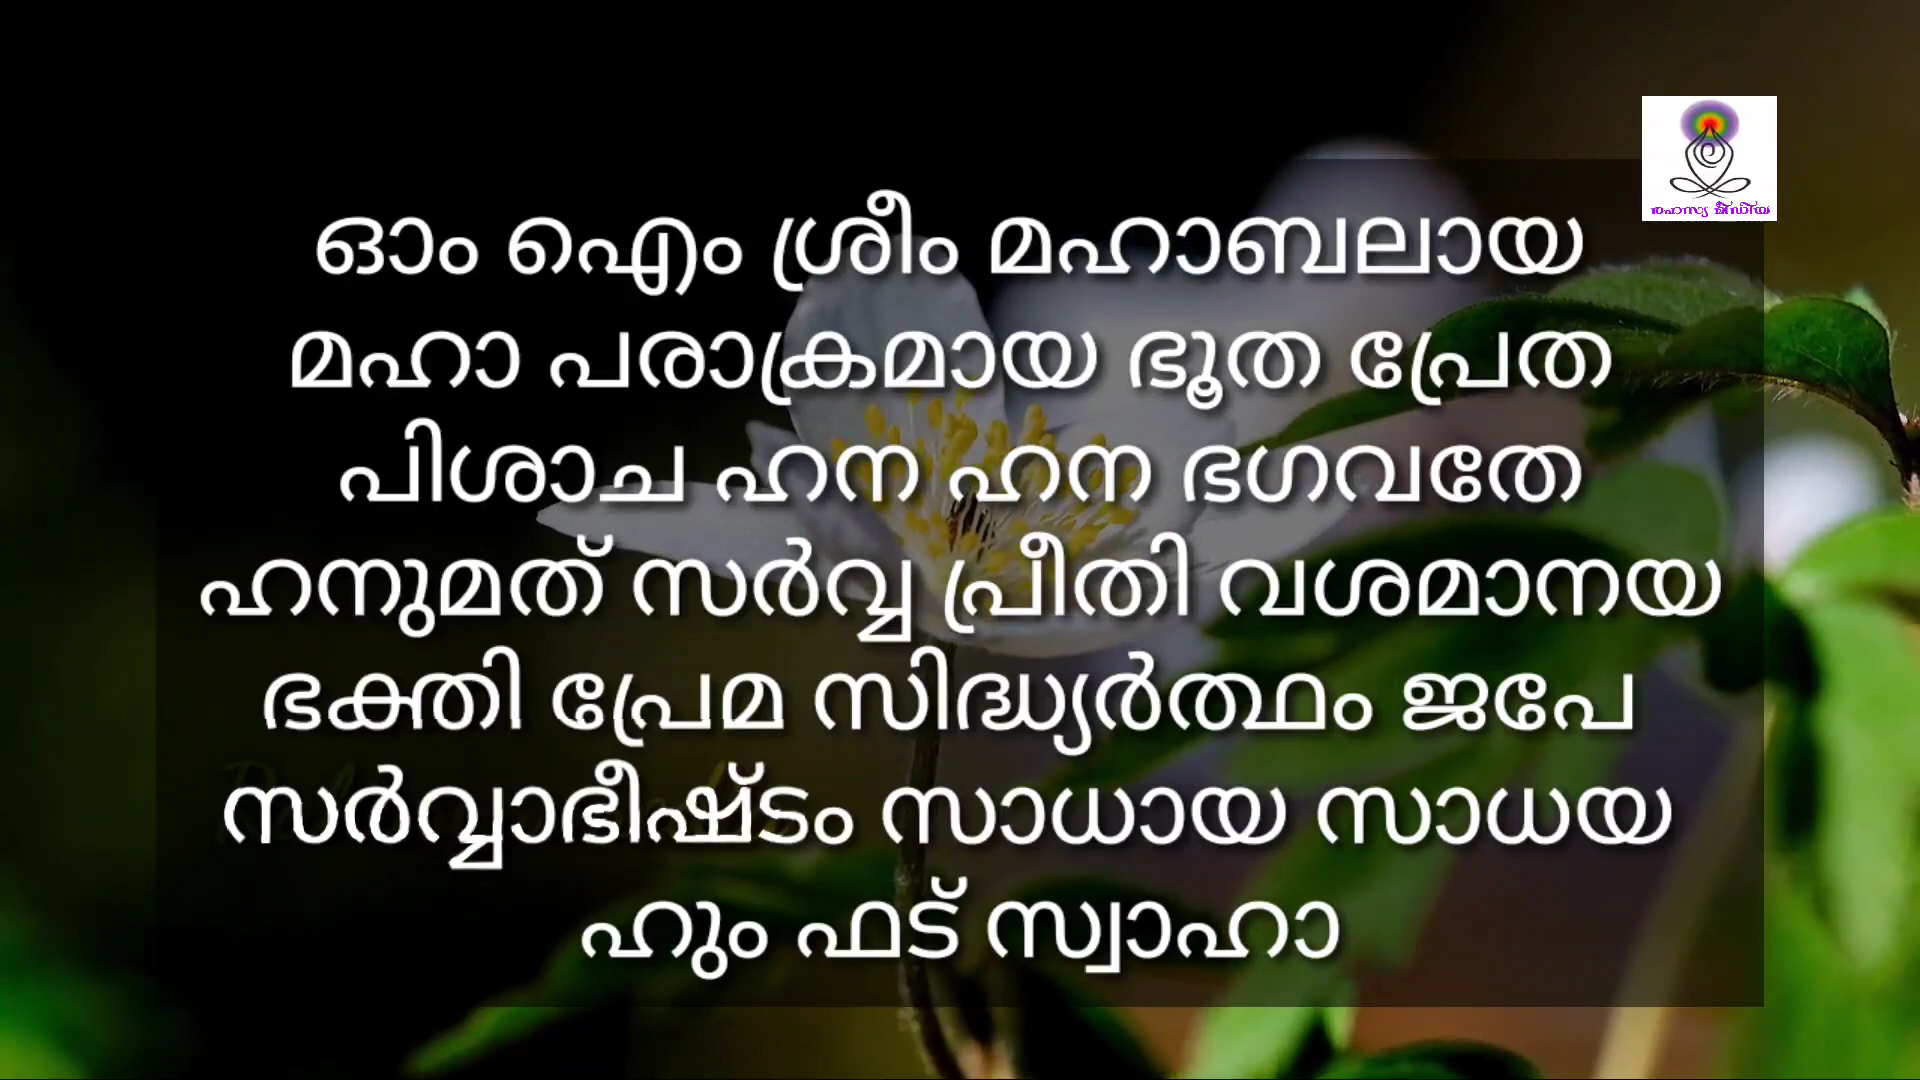 രഹസ്യ മീഡിയ
ഓം ഐം ശ്രീം മഹാബലായ
മഹാ പരാക്രമായ ഭൂത പ്രേത
പിശാച ഹന ഹന ഭഗവതേ
ഹനുമത് സർവ്വ പ്രീതി വശമാനയ
ഭക്തി പ്രേമ സിദ്ധ്യർത്ഥം ജപേ
സർവ്വാഭീഷ്ടം സാധായ സാധയ
ഹും ഫട് സ്വാഹാ